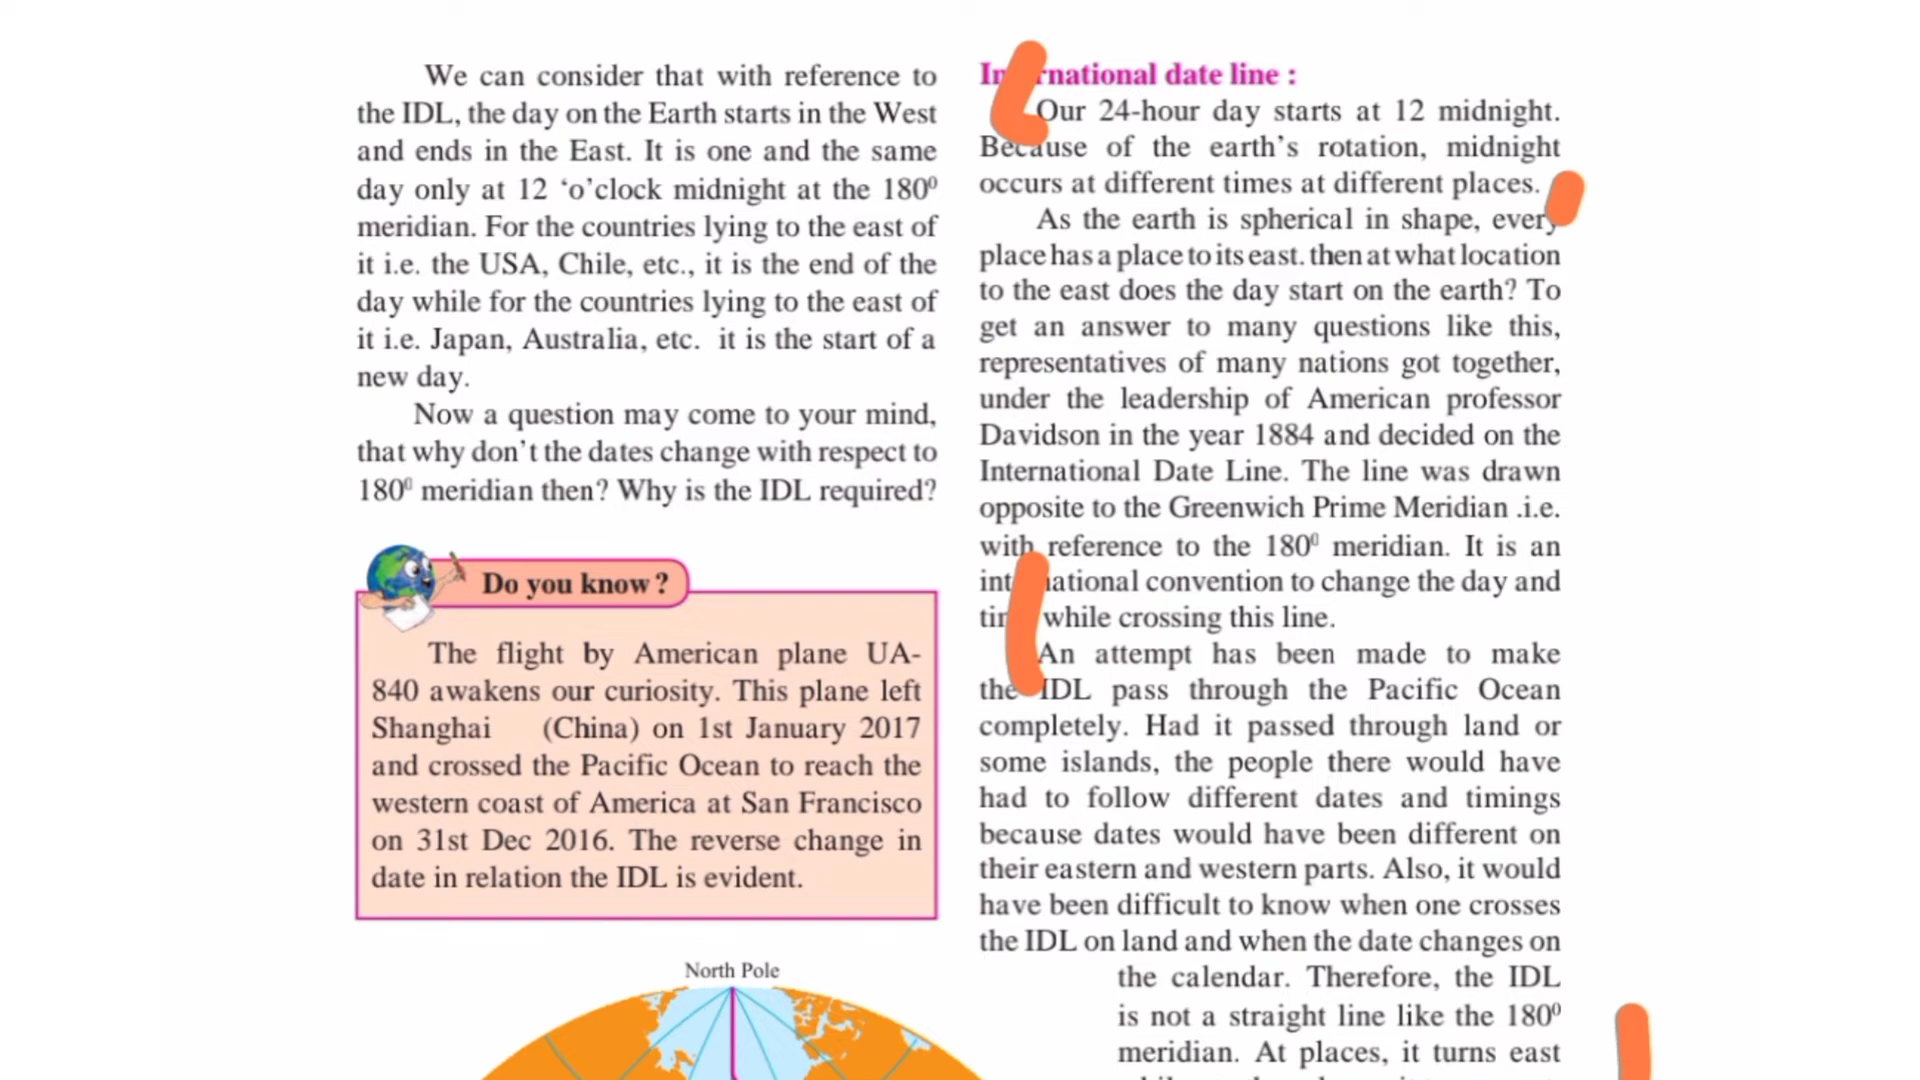 We can consider that with reference to
the IDL, the day on the Earth starts in the West
and ends in the East. It is one and the same
day only at 12 ‘o’clock midnight at the 180⁰
meridian. For the countries lying to the east of
it i.e. the USA, Chile, etc., it is the end of the
day while for the countries lying to the east of
it i.e. Japan, Australia, etc. it is the start of a
new day.
Now a question may come to your mind,
that why don’t the dates change with respect to
180⁰ meridian then? Why is the IDL required?
Do you know?
The flight by American plane UA-
840 awakens our curiosity. This plane left
Shanghai (China) on 1st January 2017
and crossed the Pacific Ocean to reach the
western coast of America at San Francisco
on 31st Dec 2016. The reverse change in
date in relation the IDL is evident.
North Pole
International date line :
Our 24-hour day starts at 12 midnight.
Because of the earth’s rotation, midnight
occurs at different times at different places.
As the earth is spherical in shape, every
place has a place to its east. then at what location
to the east does the day start on the earth? To
get an answer to many questions like this,
representatives of many nations got together,
under the leadership of American professor
Davidson in the year 1884 and decided on the
International Date Line. The line was drawn
opposite to the Greenwich Prime Meridian .i.e.
with reference to the 180⁰ meridian. It is an
international convention to change the day and
while crossing this line.
An attempt has been made to make
the IDL pass through the Pacific Ocean
completely. Had it passed through land or
some islands, the people there would have
had to follow different dates and timings
because dates would have been different on
their eastern and western parts. Also, it would
have been difficult to know when one crosses
the IDL on land and when the date changes on
the calendar. Therefore, the IDL
is not a straight line like the 180⁰
meridian. At places, it turns east